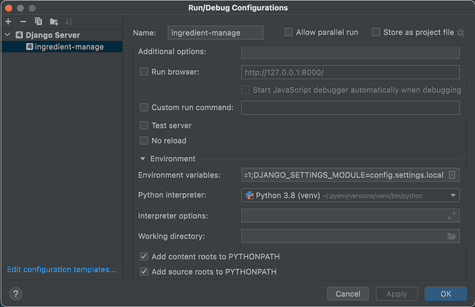 Run/Debug Configurations
Name: ingredient-manage Allow parallel run Store as project file
Django Server
ingredient-manage
Additional options:
Run browser: http://127.0.0.1:8000/
Start JavaScript debugger automatically when debugging
Custom run command:
Test server
No reload
Environment
Environment variables: =1;DJANGO_SETTINGS_MODULE=config.settings.local
Python interpreter: Python 3.8 (venv) ~/.pyenv/versions/venv/bin/python
Interpreter options:
Working directory:
Add content roots to PYTHONPATH
Add source roots to PYTHONPATH
Edit configuration templates...
? Cancel Apply OK